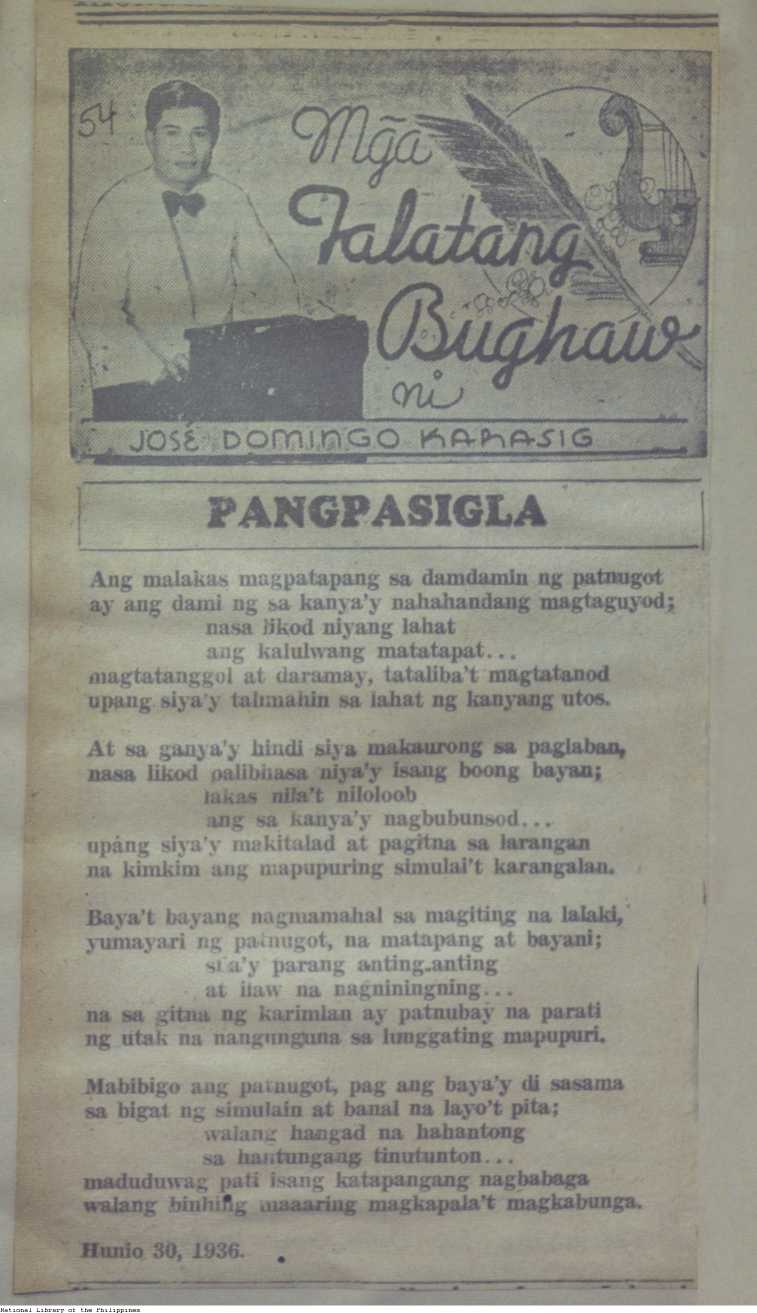 54
Mga
Talatang
Bughaw
ni
JOSÉ DOMINGO KARASIG
PANGPASIGLA
Ang malakas magpatapang sa damdamin ng patnugot
ay ang dami ng sa kanya'y nahahandang magtaguyod;
nasa likod niyang lahat
ang kalulwang matatapat...
magtatanggol at daramay, tataliba't magtatanod
upang siya'y talimahin sa lahat ng kanyang utos.
At sa ganya'y hindi siya makaurong sa paglaban,
nasa likod palibhasa niya'y isang boong bayan;
lakas nila't niloloob
ang sa kanya'y nagbubunsod...
upáng siya'y makitalad at pagitna sa larangan
na kimkim ang mapupuring simulai't karangalan.
Baya't bayang nagmamahal sa magiting na lalaki,
yumayari ng patnugot, na matapang at bayani;
sila'y parang anting-anting
at ilaw na nagniningning...
na sa gitna ng karimlan ay patnubay na parati
ng utak na nangunguna sa lunggating mapupuri.
Mabibigo ang patnugot, pag ang baya'y di sasama
sa bigat ng simulain at banal na layo't pita;
walang hangad na hahantong
sa hantungang tinutunton...
maduduwag pati isang katapangang nagbabaga
walang binhing maaaring magkapala't magkabunga.
Hunio 30, 1936.
National Library of the Philippines